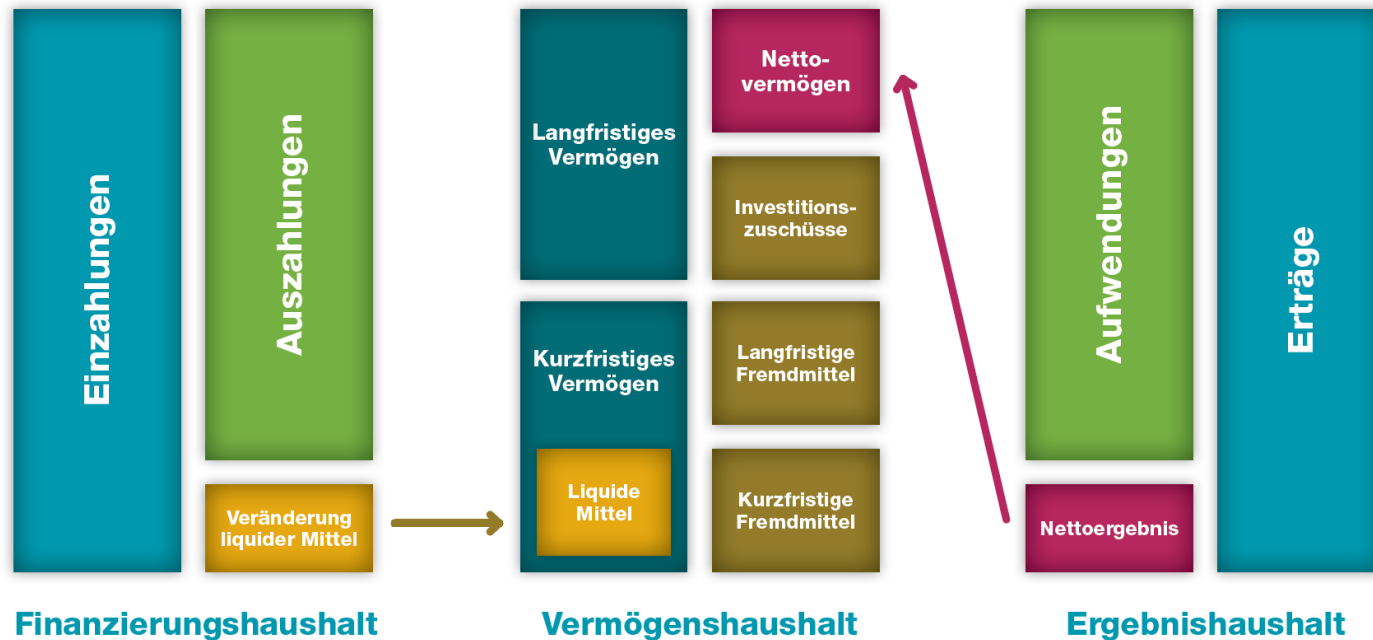 Einzahlungen
Auszahlungen
Veränderung
liquider Mittel
Finanzierungshaushalt
Langfristiges
Vermögen
Kurzfristiges
Vermögen
Liquide
Mittel
Netto-
vermögen
Investitions-
zuschüsse
Langfristige
Fremdmittel
Kurzfristige
Fremdmittel
Vermögenshaushalt
Aufwendungen
Nettoergebnis
Erträge
Ergebnishaushalt